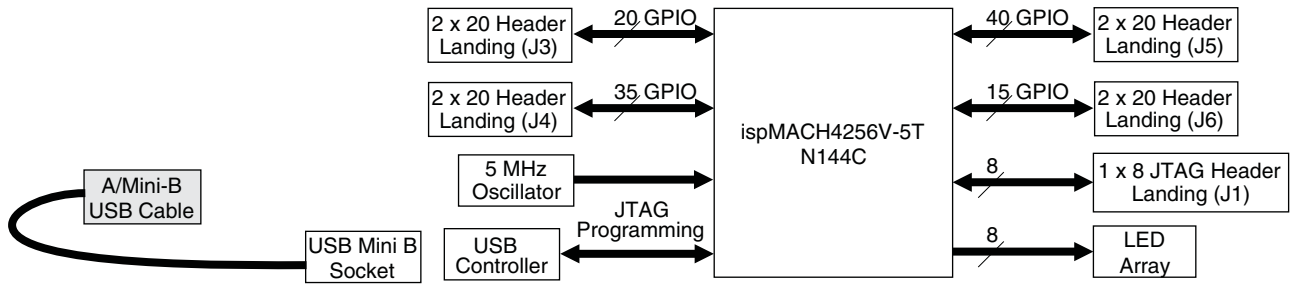 2 x 20 Header
Landing (J3)
20 GPIO
2 x 20 Header
Landing (J4)
35 GPIO
5 MHz
Oscillator
JTAG
Programming
USB
Controller
A/Mini-B
USB Cable
USB Mini B
Socket
ispMACH4256V-5T
N144C
40 GPIO
2 x 20 Header
Landing (J5)
15 GPIO
2 x 20 Header
Landing (J6)
8
1 x 8 JTAG Header
Landing (J1)
8
LED
Array